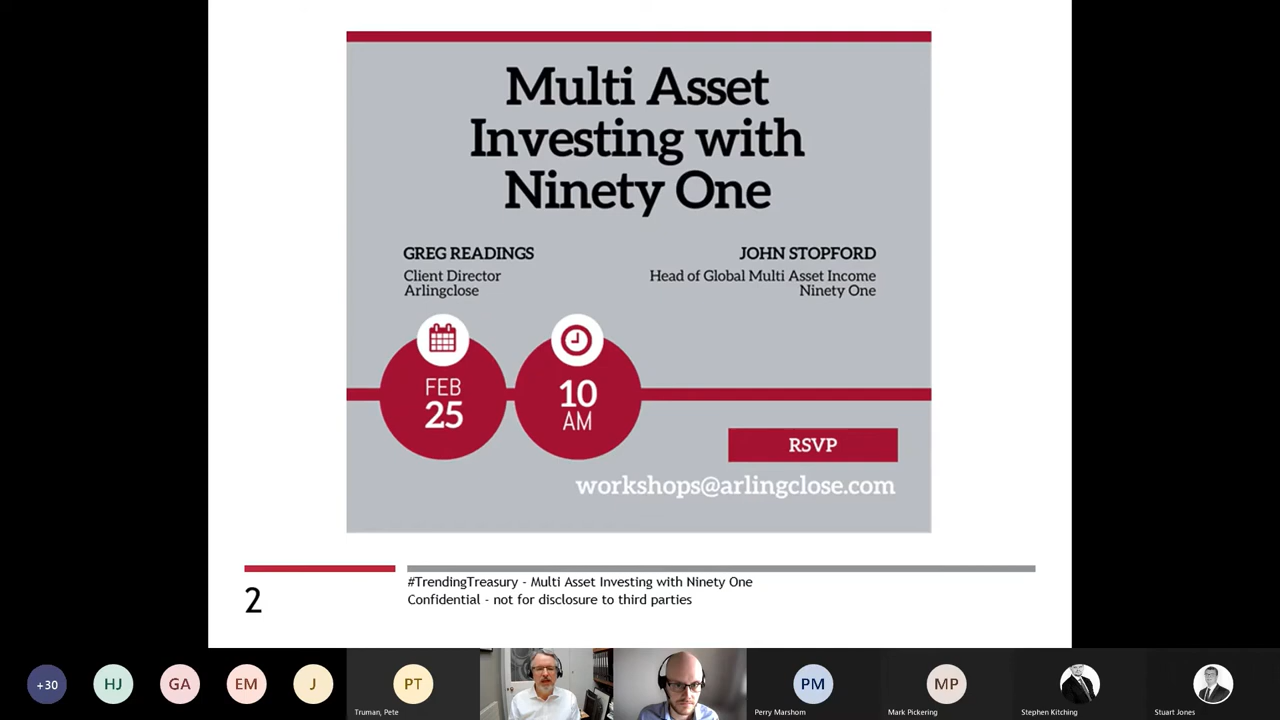 Multi Asset
Investing with
Ninety One
GREG READINGS
Client Director
Arlingclose
JOHN STOPFORD
Head of Global Multi Asset Income
Ninety One
FEB
25
10
AM
RSVP
workshops@arlingclose.com
2
#TrendingTreasury - Multi Asset Investing with Ninety One
Confidential - not for disclosure to third parties
+30
HJ
GA
EM
J
PT
Truman, Pete
PM
Perry Marshom
MP
Mark Pickering
Stephen Kitching
Stuart Jones